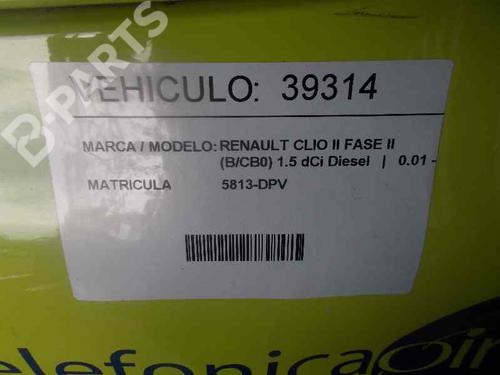 B-PARTS
VEHICULO: 39314
MARCA / MODELO: RENAULT CLIO II FASE II
(B/CB0) 1.5 dCi Diesel | 0.01 -
MATRICULA 5813-DPV
elefonica